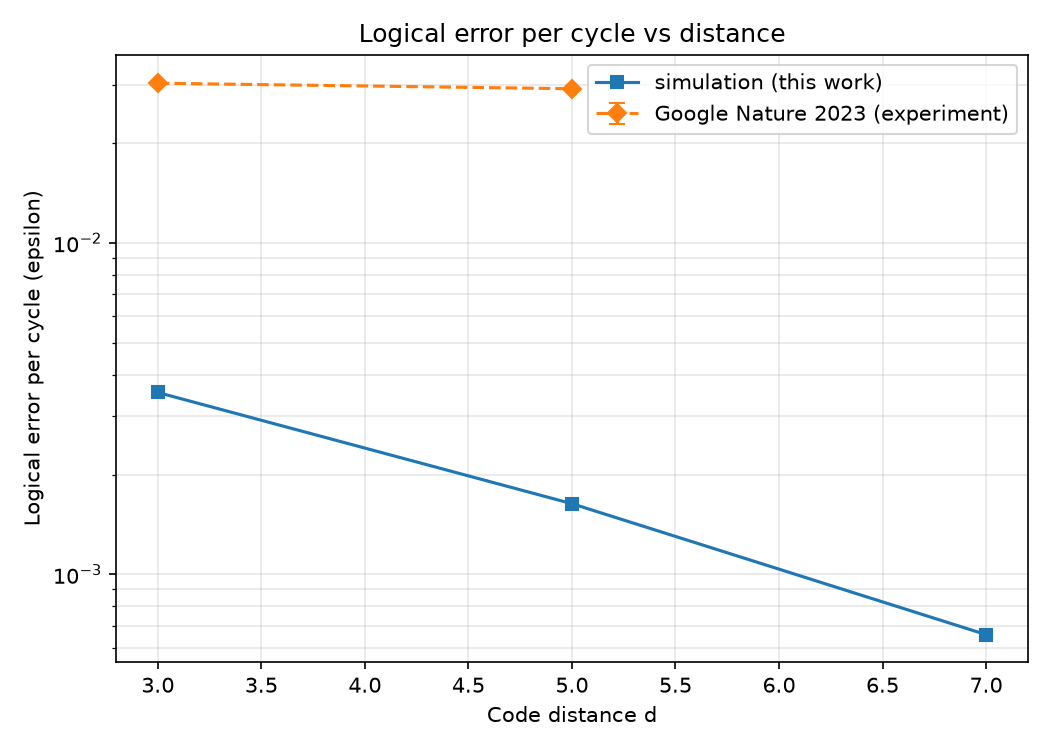 Logical error per cycle vs distance
simulation (this work)
Google Nature 2023 (experiment)
Logical error per cycle (epsilon)
10⁻²
10⁻³
3.0 3.5 4.0 4.5 5.0 5.5 6.0 6.5 7.0
Code distance d